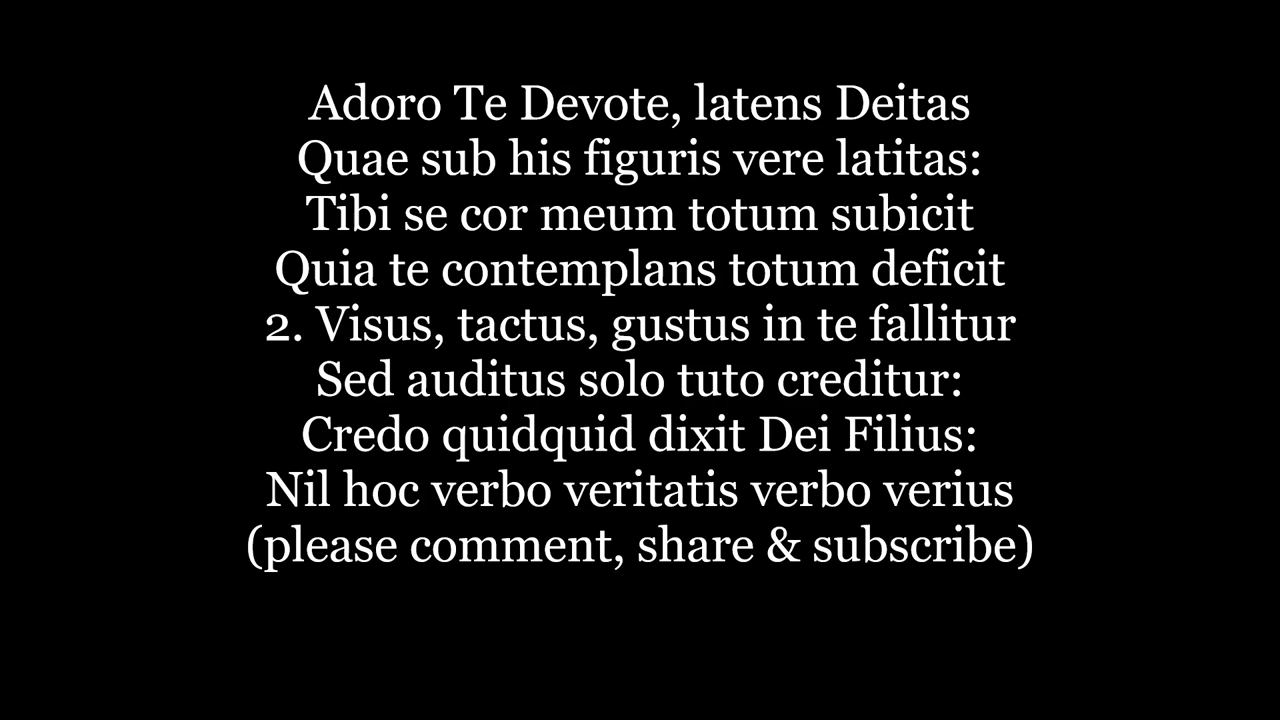 Adoro Te Devote, latens Deitas
Quae sub his figuris vere latitas:
Tibi se cor meum totum subicit
Quia te contemplans totum deficit
2. Visus, tactus, gustus in te fallitur
Sed auditus solo tuto creditur:
Credo quidquid dixit Dei Filius:
Nil hoc verbo veritatis verbo verius
(please comment, share & subscribe)